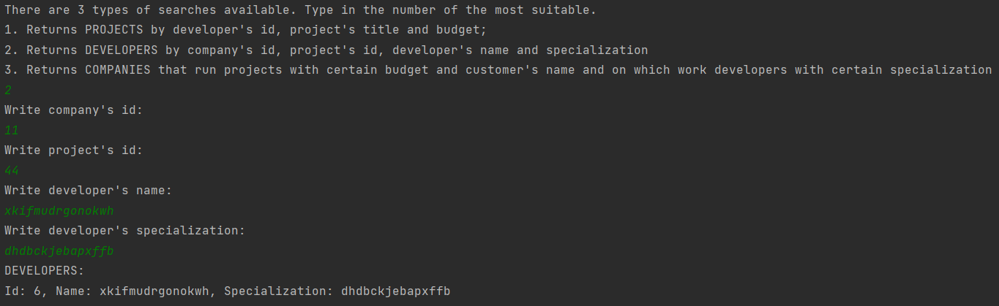 There are 3 types of searches available. Type in the number of the most suitable.
1. Returns PROJECTS by developer's id, project's title and budget;
2. Returns DEVELOPERS by company's id, project's id, developer's name and specialization
3. Returns COMPANIES that run projects with certain budget and customer's name and on which work developers with certain specialization
2
Write company's id:
11
Write project's id:
44
Write developer's name:
xkifmudrgonokwh
Write developer's specialization:
dhdbckjebapxffb
DEVELOPERS:
Id: 6, Name: xkifmudrgonokwh, Specialization: dhdbckjebapxffb